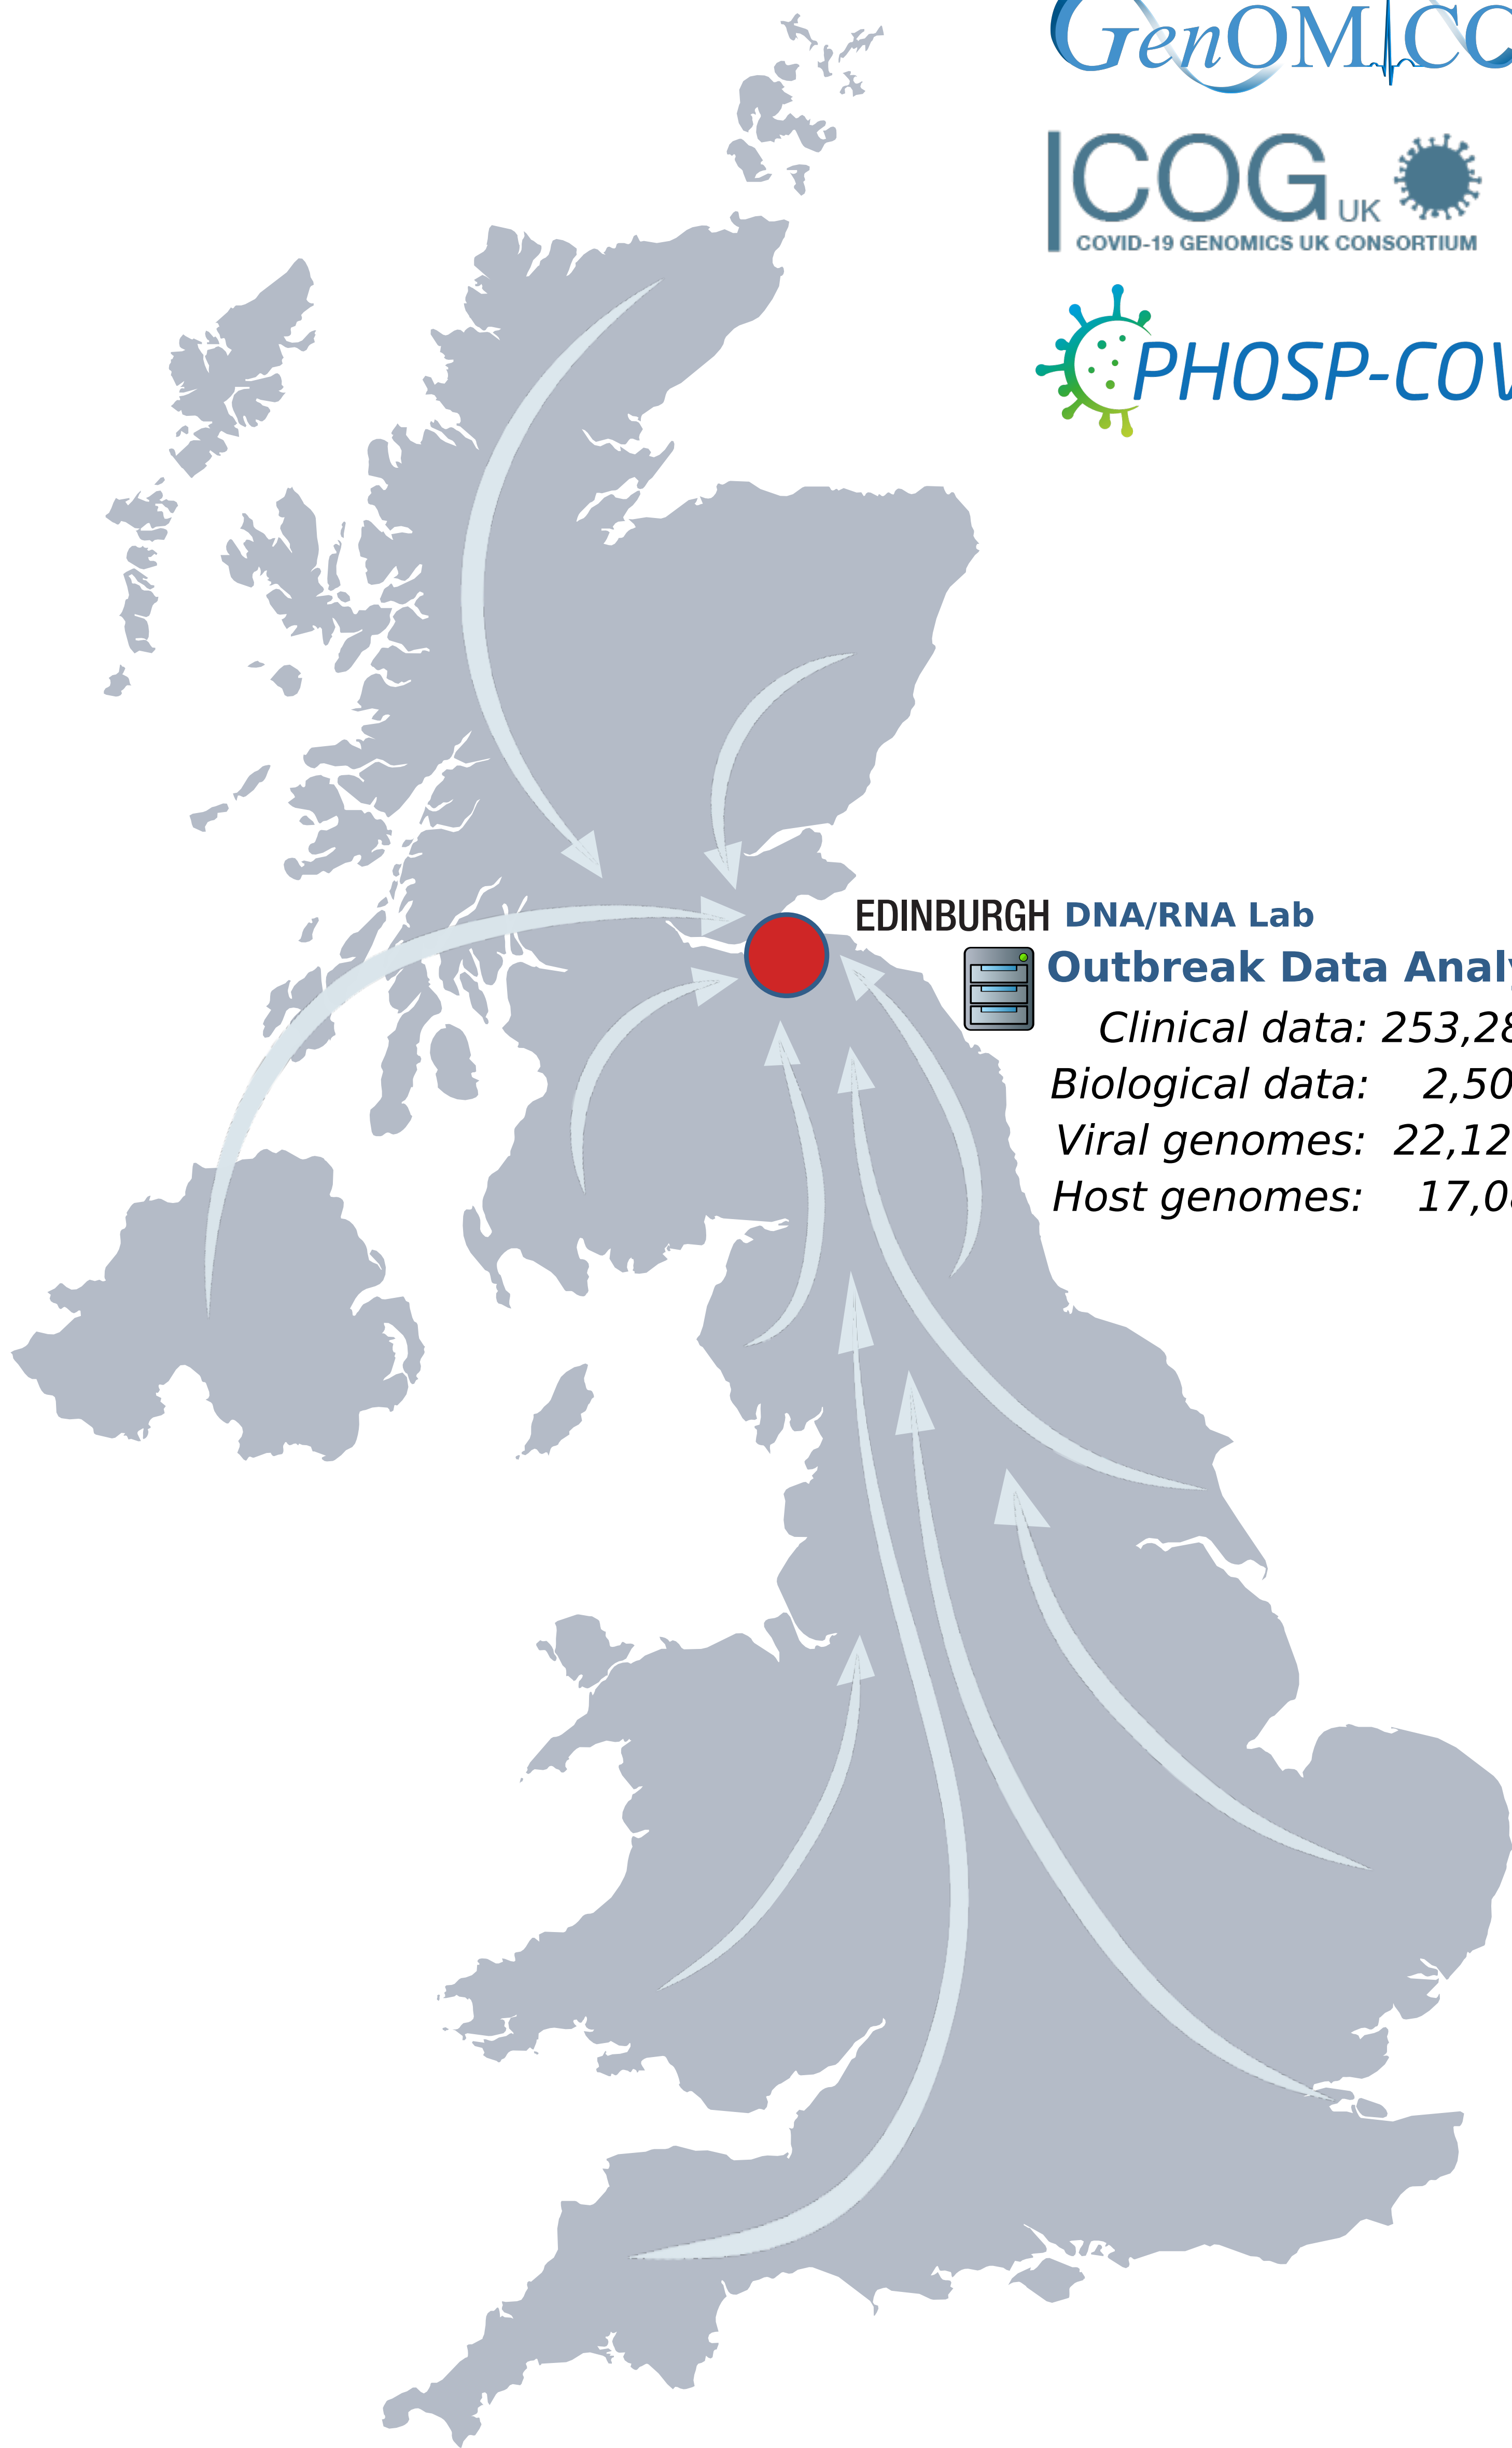 GenOMICC
COG UK
COVID-19 GENOMICS UK CONSORTIUM
PHOSP-COV
EDINBURGH DNA/RNA Lab
Outbreak Data Analy
Clinical data: 253,28
Biological data: 2,50
Viral genomes: 22,12
Host genomes: 17,0